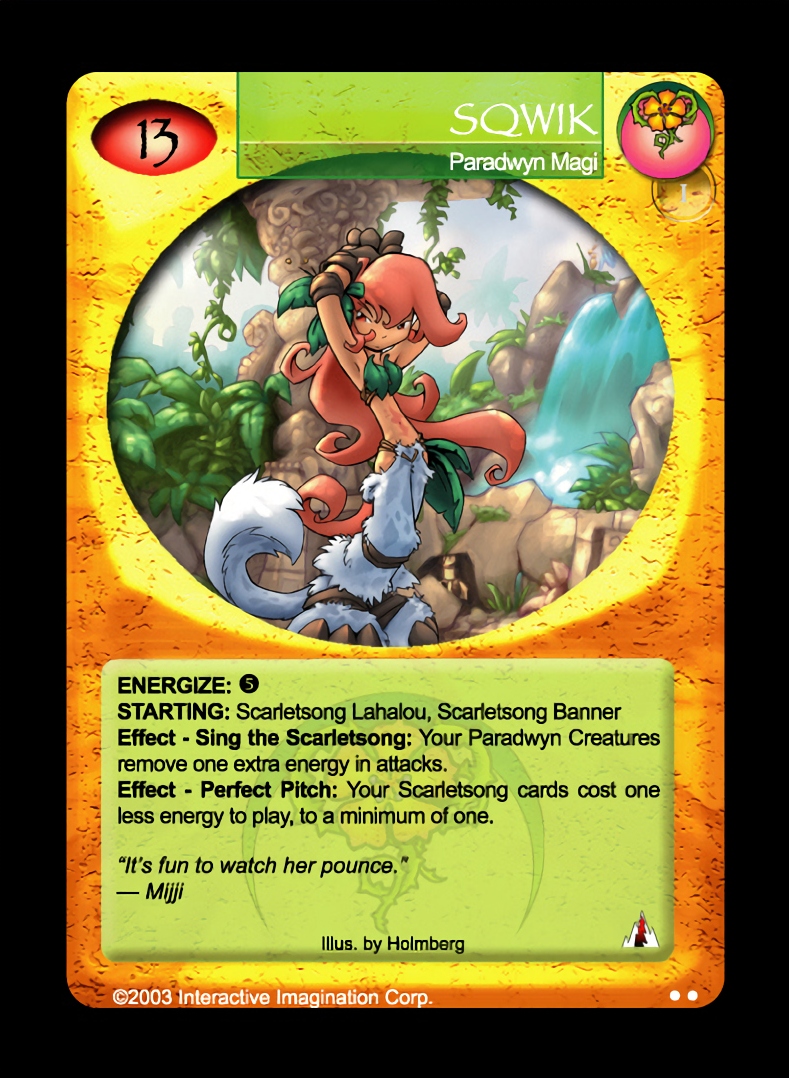 13
SQWIK
Paradwyn Magi
I
ENERGIZE: ❺
STARTING: Scarletsong Lahalou, Scarletsong Banner
Effect - Sing the Scarletsong: Your Paradwyn Creatures
remove one extra energy in attacks.
Effect - Perfect Pitch: Your Scarletsong cards cost one
less energy to play, to a minimum of one.
“It's fun to watch her pounce.”
— Mijji
Illus. by Holmberg
©2003 Interactive Imagination Corp.